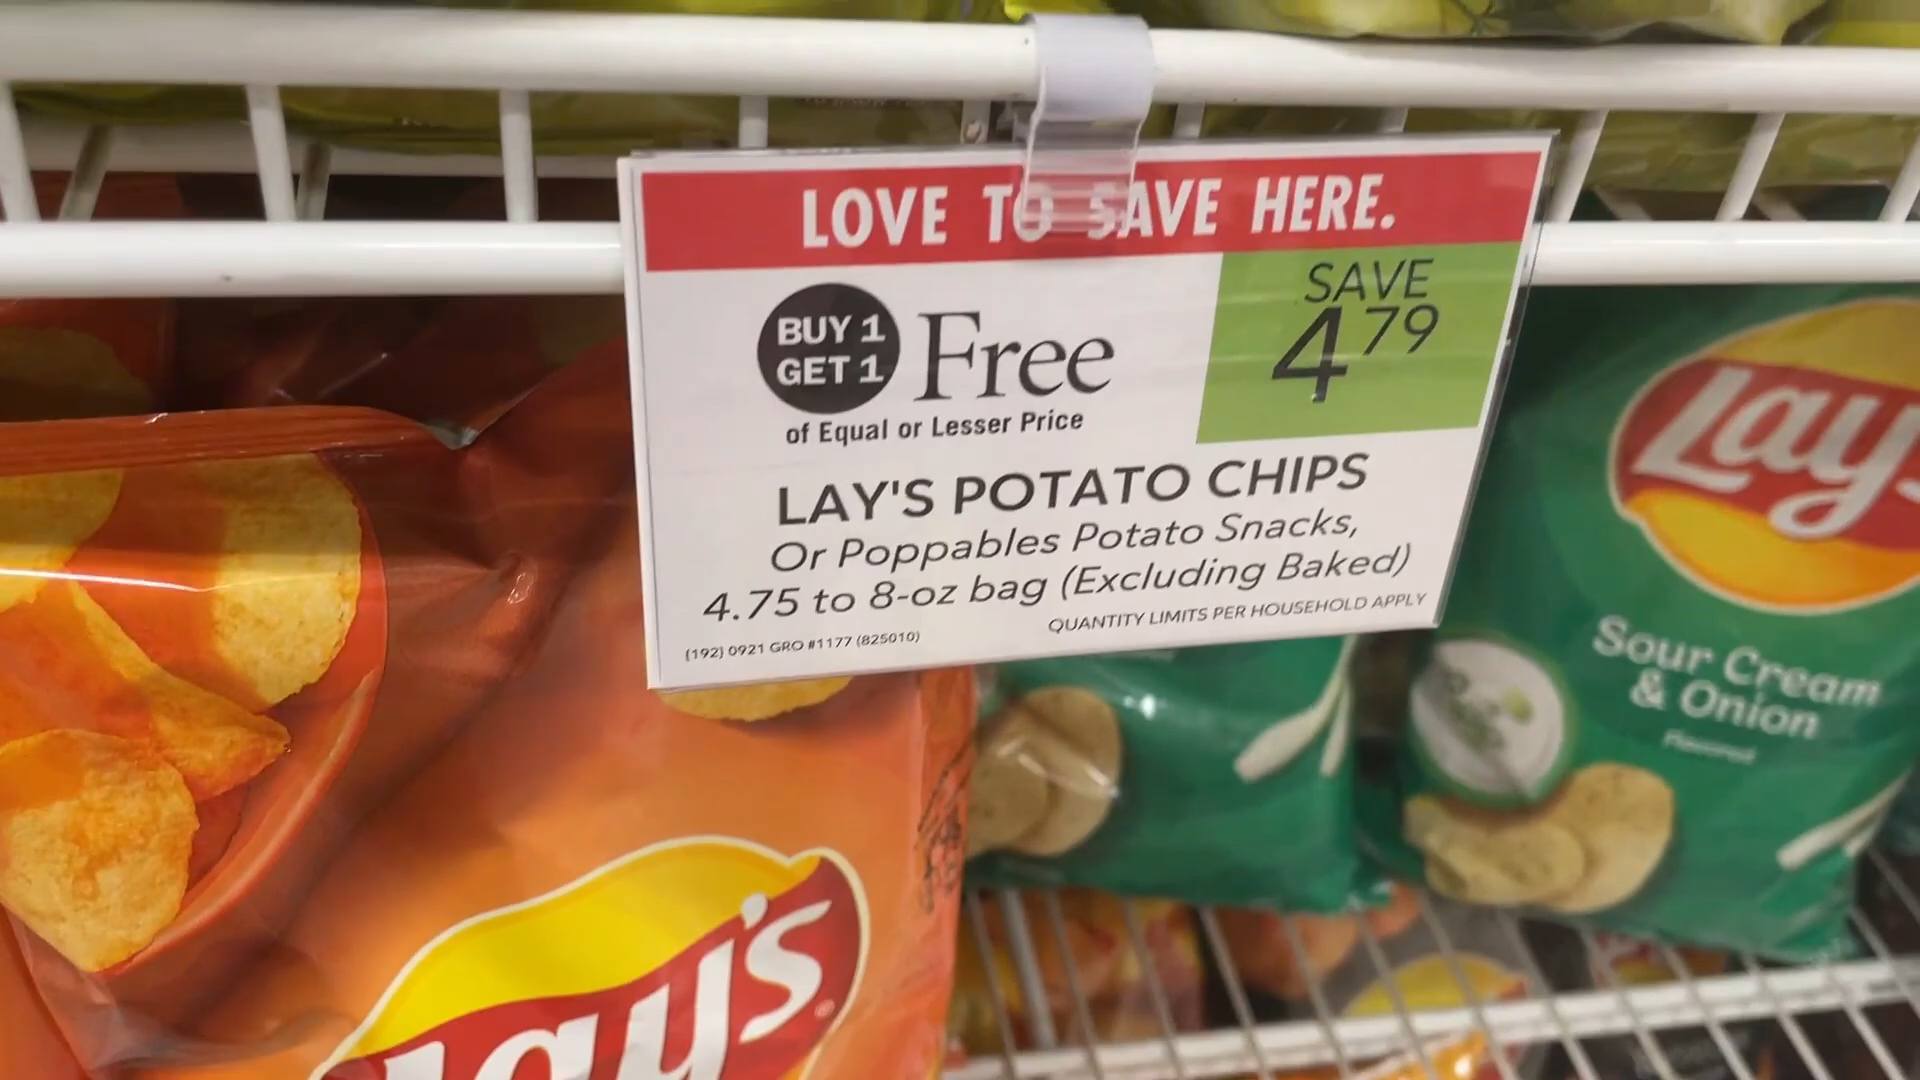 LOVE TO SAVE HERE.
BUY 1
GET 1
Free
of Equal or Lesser Price
SAVE
4 79
LAY'S POTATO CHIPS
Or Poppables Potato Snacks,
4.75 to 8-oz bag (Excluding Baked)
QUANTITY LIMITS PER HOUSEHOLD APPLY
(192) 0921 GRO #1177 (825010)
Lay's
Sour Cream
& Onion
Flavored
Lay's